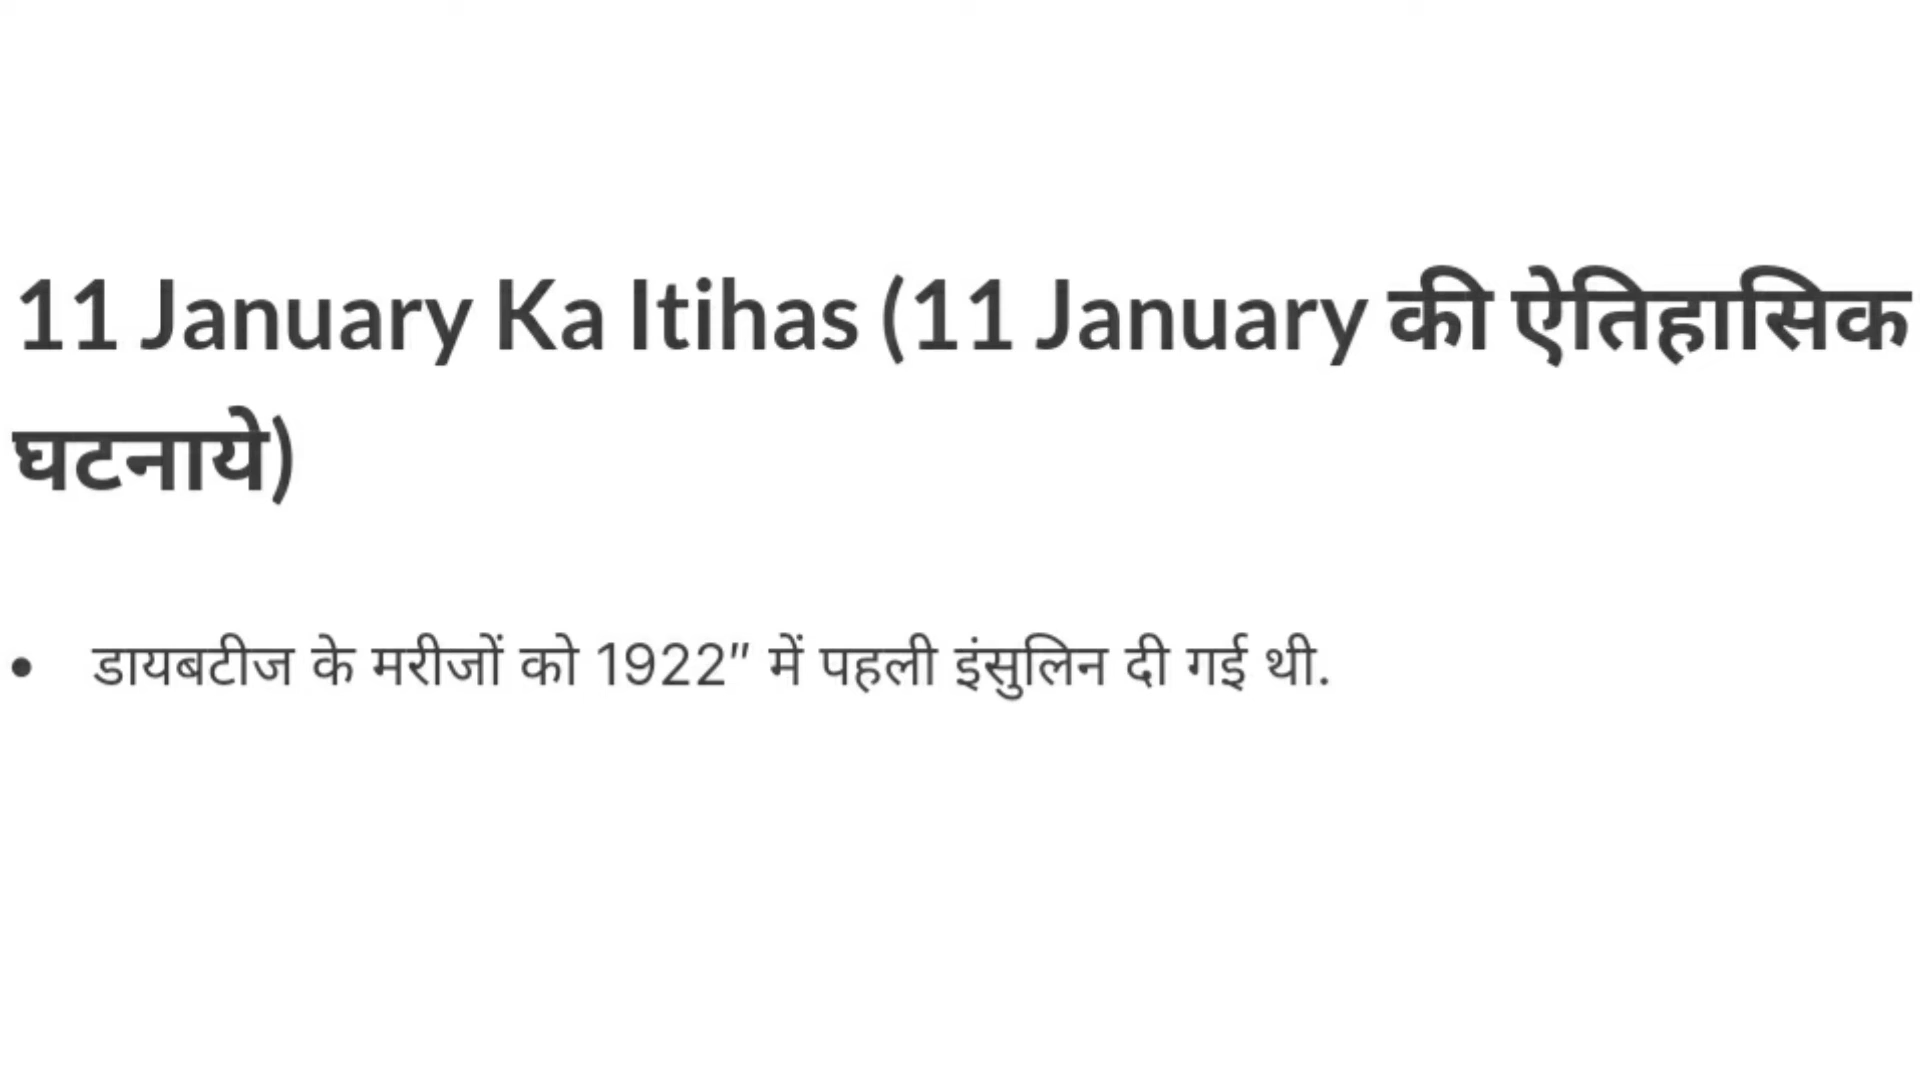 11 January Ka Itihas (11 January की ऐतिहासिक
घटनाये)
• डायबटीज के मरीजों को 1922″ में पहली इंसुलिन दी गई थी.